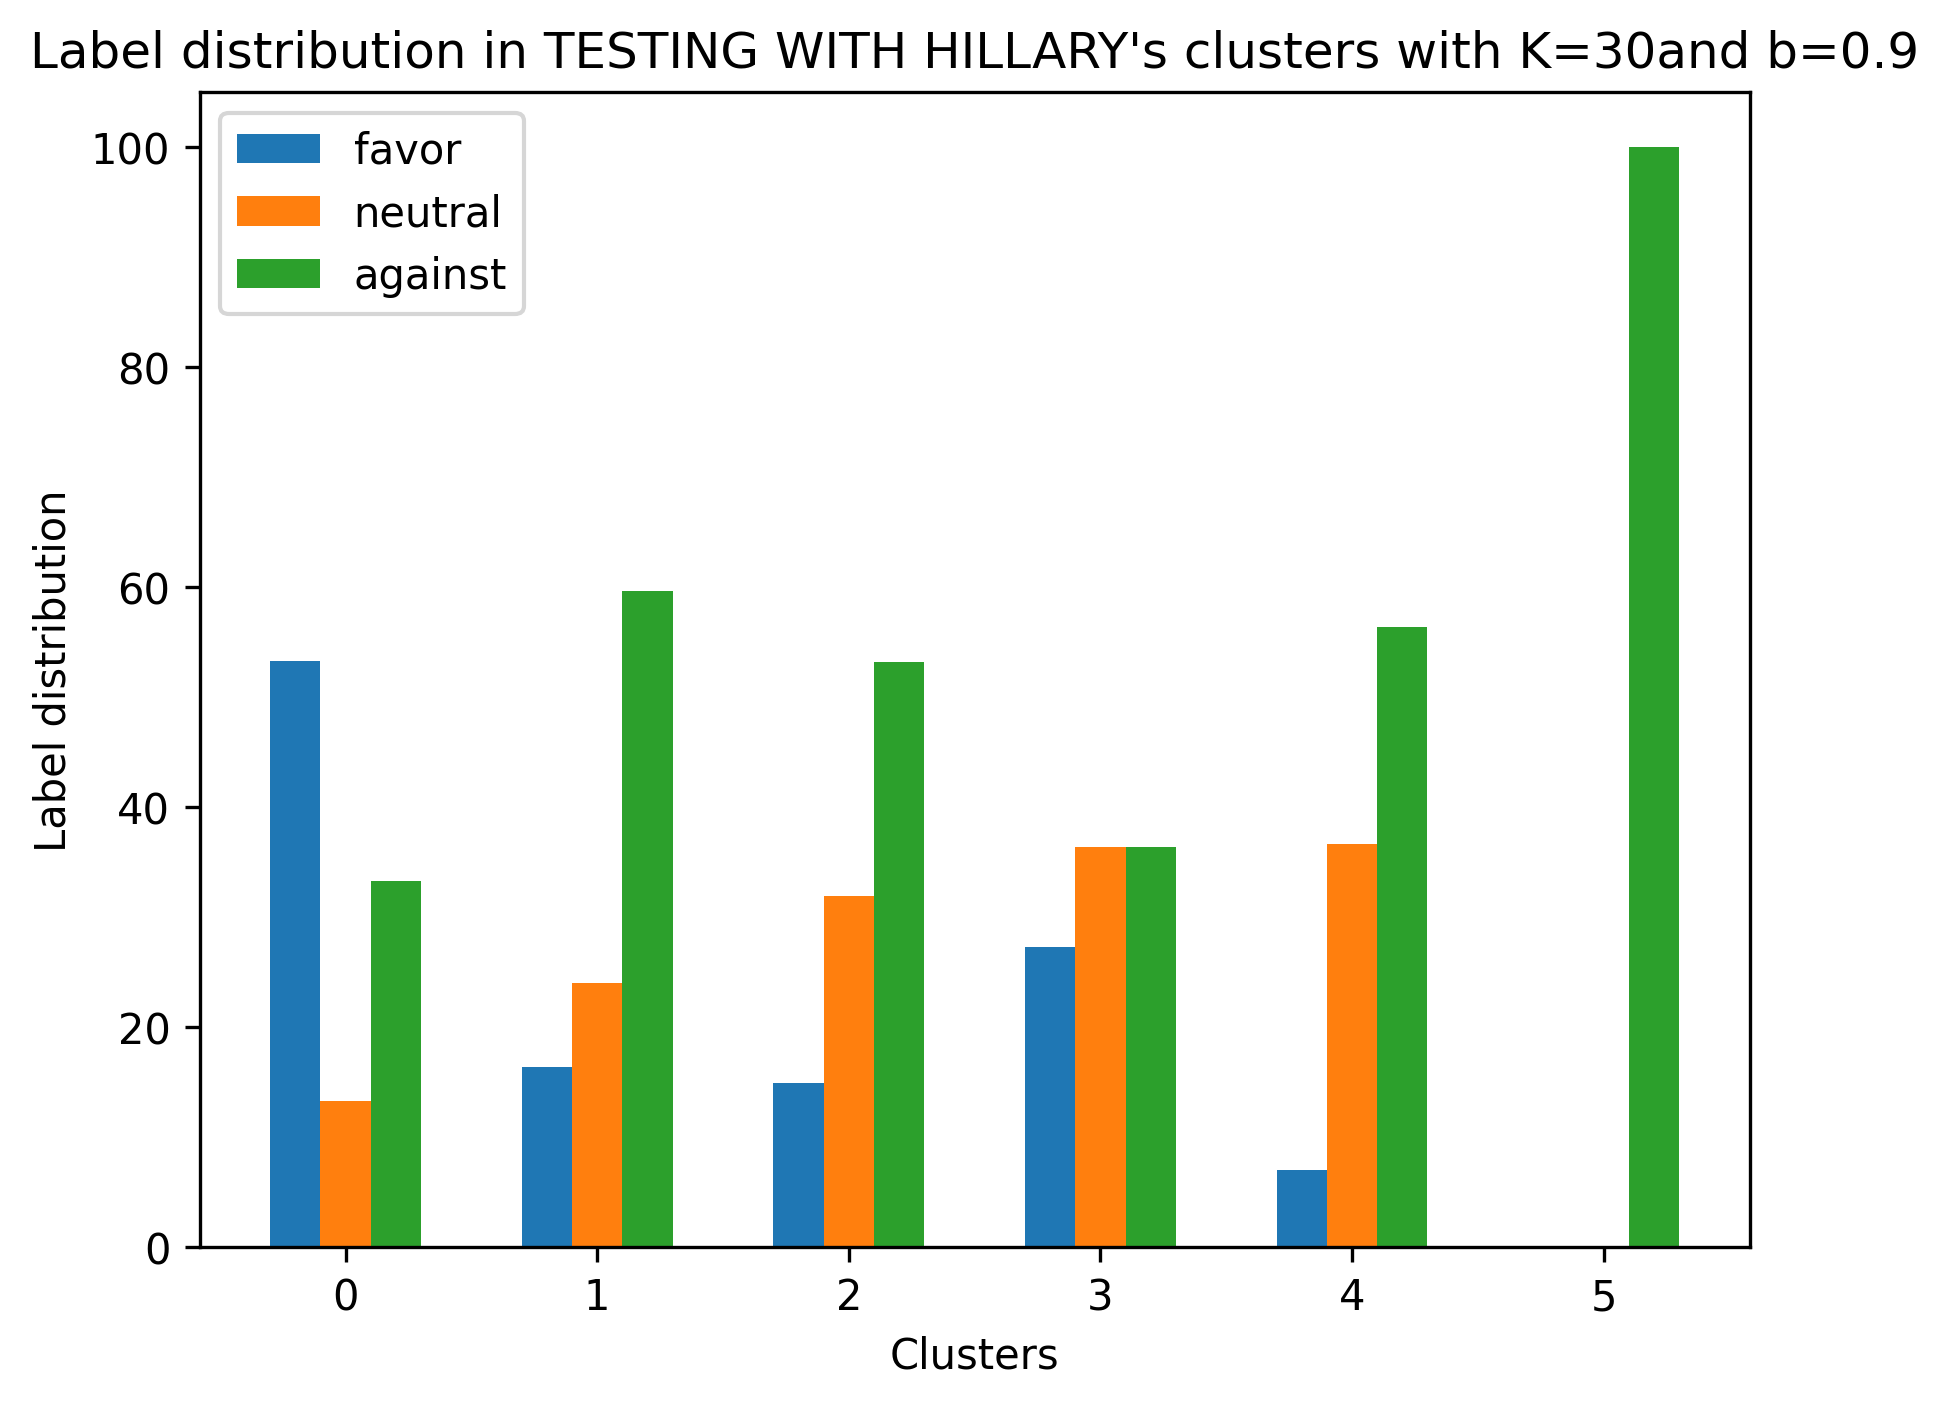 Label distribution in TESTING WITH HILLARY's clusters with K=30and b=0.9
favor
neutral
against
100
80
60
40
20
0
Label distribution
0 1 2 3 4 5
Clusters